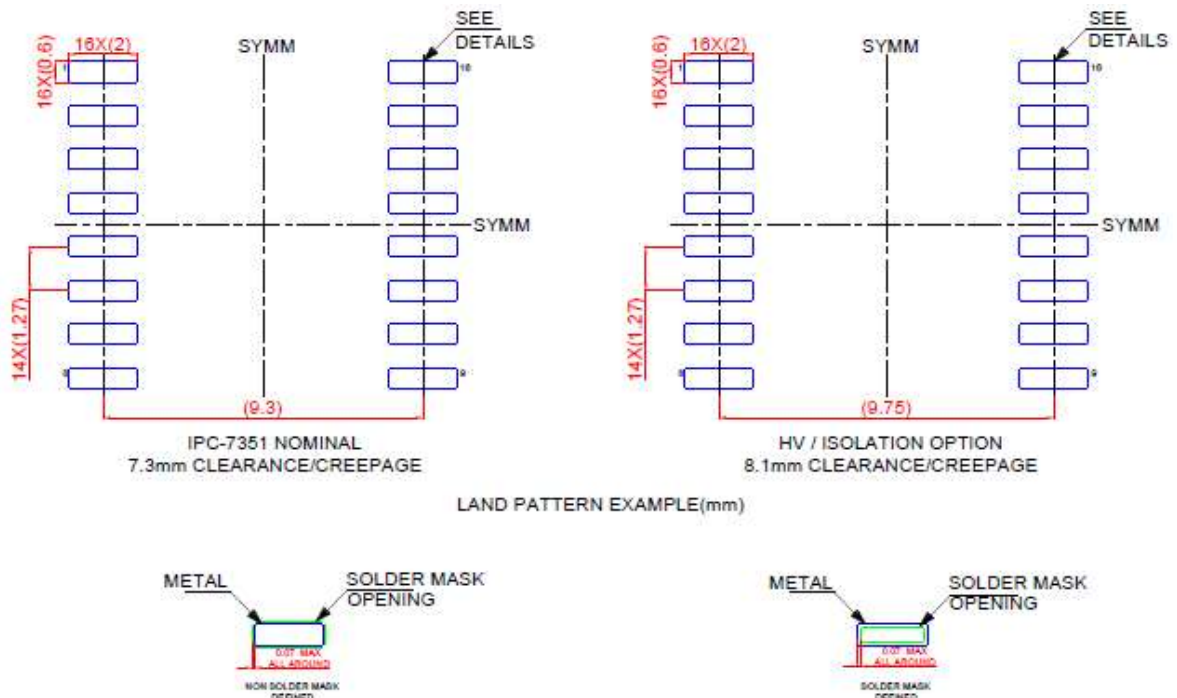 SEE
DETAILS
16X(2)
SYMM
16X(0.6)
1
16
SYMM
14X(1.27)
8
9
(9.3)
IPC-7351 NOMINAL
7.3mm CLEARANCE/CREEPAGE
SEE
DETAILS
16X(2)
SYMM
16X(0.6)
1
16
SYMM
14X(1.27)
8
9
(9.75)
HV / ISOLATION OPTION
8.1mm CLEARANCE/CREEPAGE
LAND PATTERN EXAMPLE(mm)
METAL
SOLDER MASK
OPENING
0.07 MAX
ALL AROUND
NON SOLDER MASK
DEFINED
METAL
SOLDER MASK
OPENING
0.07 MAX
ALL AROUND
SOLDER MASK
DEFINED